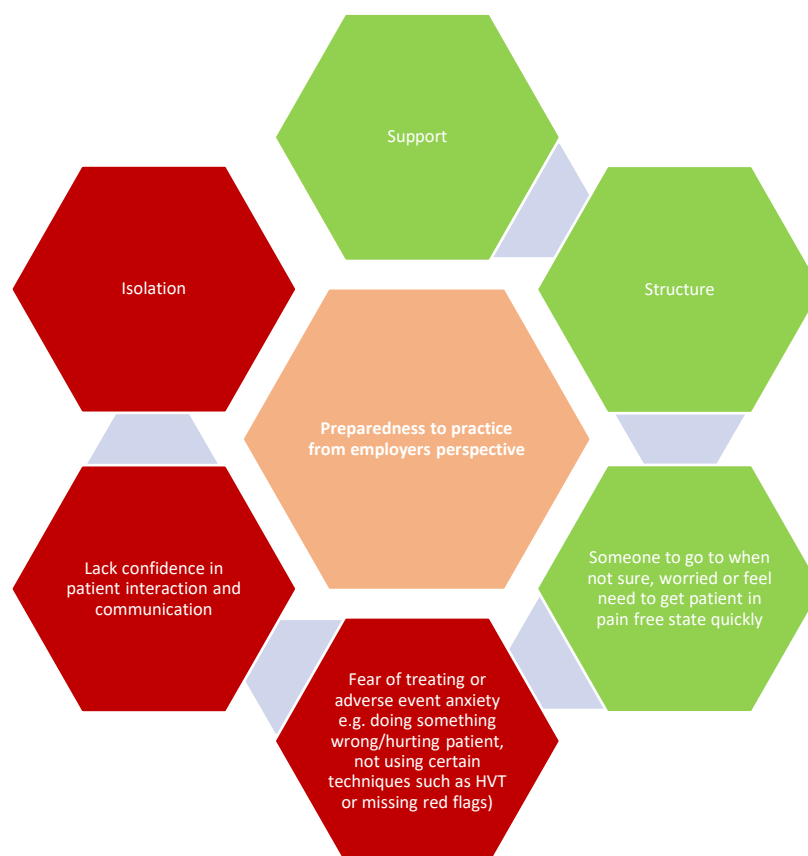 Support
Structure
Isolation
Preparedness to practice
from employers perspective
Someone to go to when
not sure, worried or feel
need to get patient in
pain free state quickly
Lack confidence in
patient interaction and
communication
Fear of treating or
adverse event anxiety
e.g. doing something
wrong/hurting patient,
not using certain
techniques such as HVT
or missing red flags)